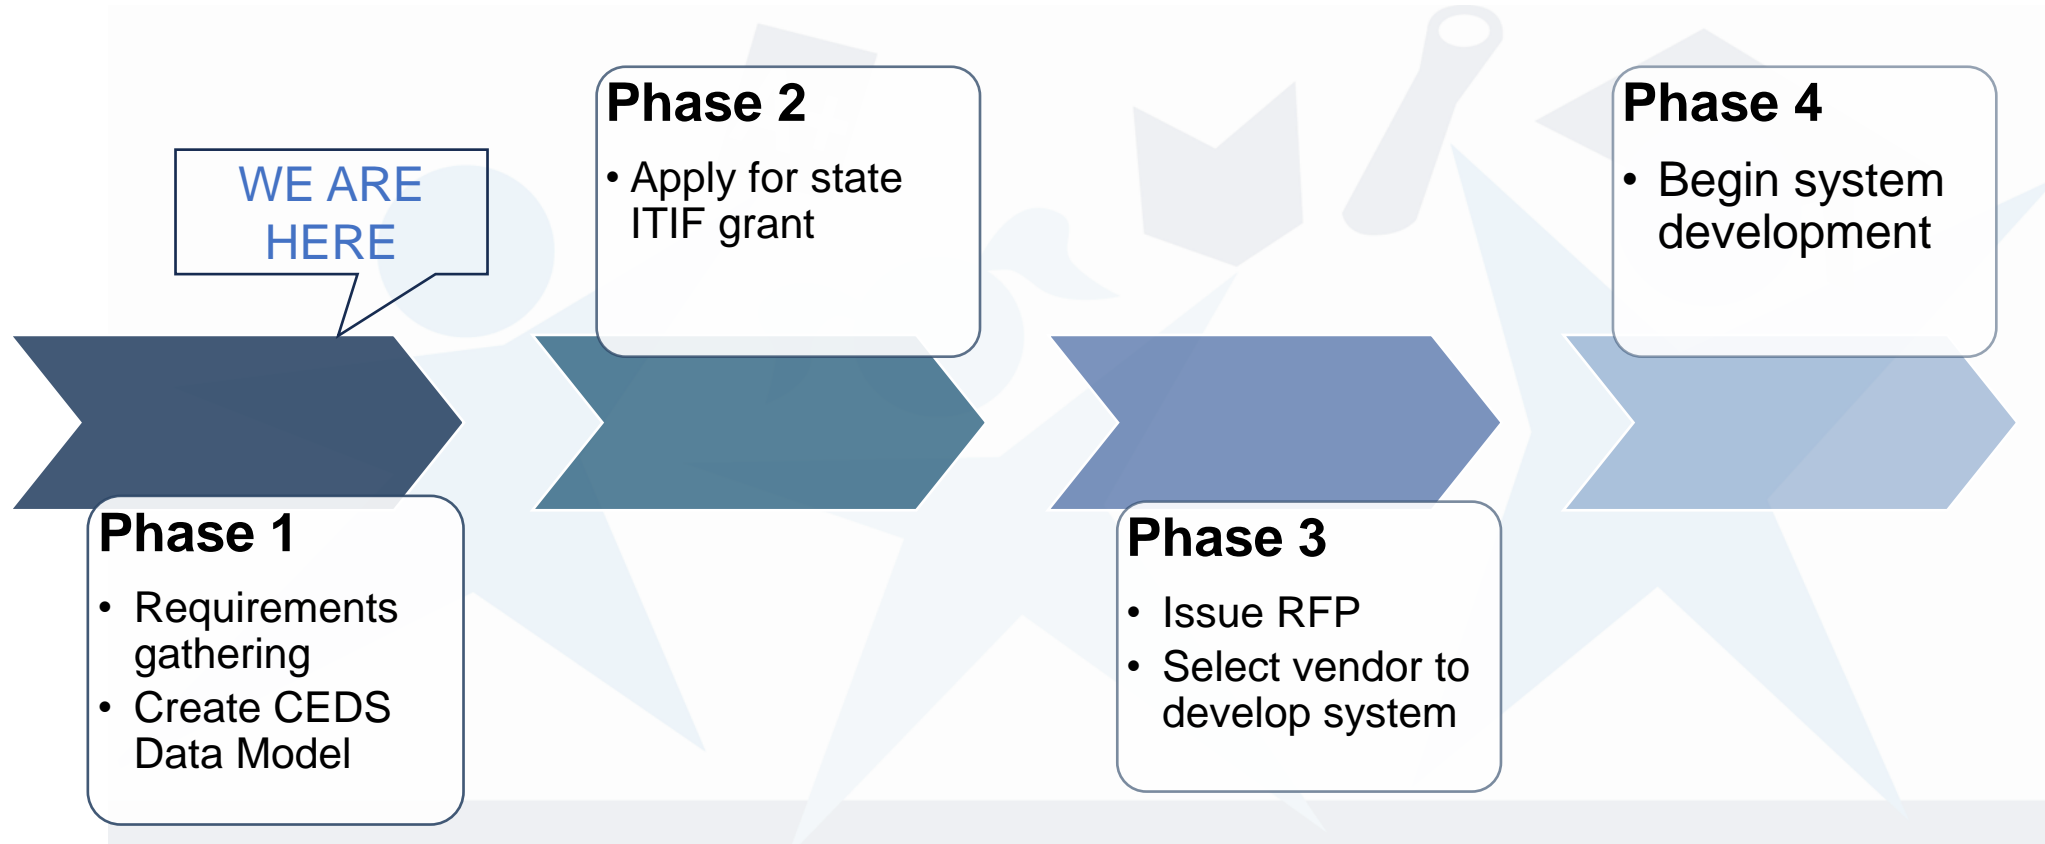 WE ARE
HERE
Phase 1
• Requirements
gathering
• Create CEDS
Data Model
Phase 2
• Apply for state
ITIF grant
Phase 3
• Issue RFP
• Select vendor to
develop system
Phase 4
• Begin system
development